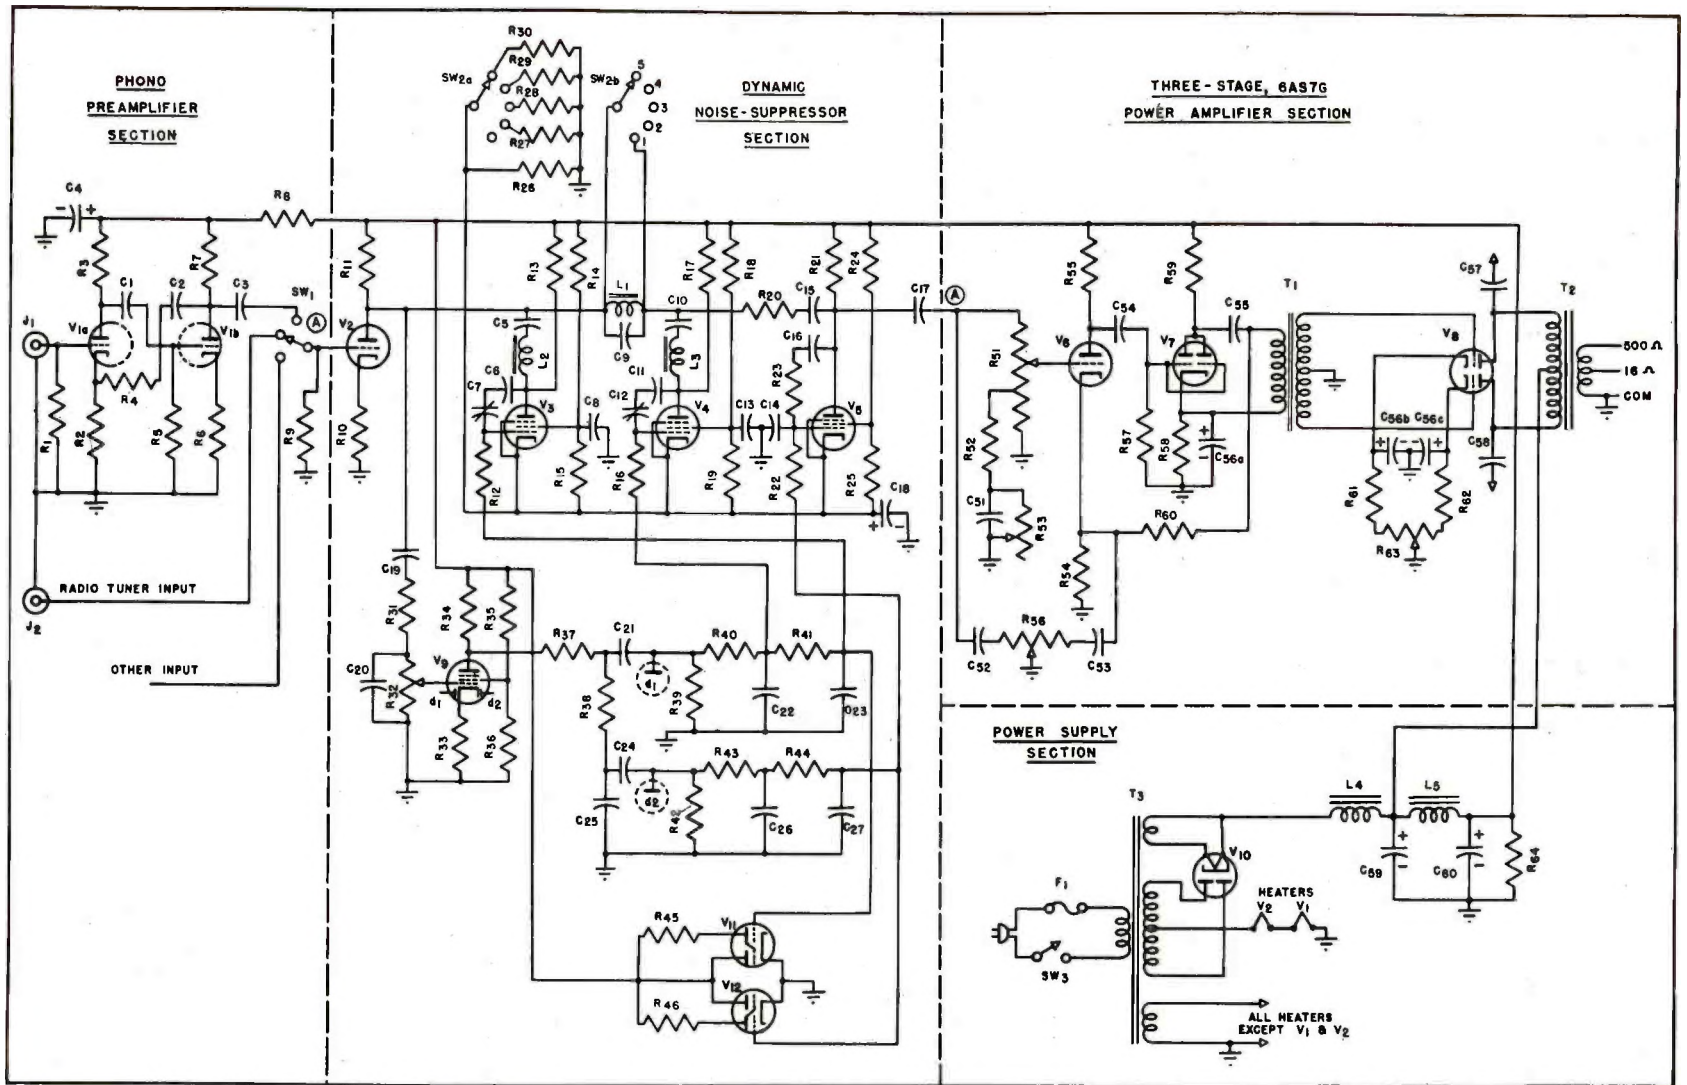 PHONO
PREAMPLIFIER
SECTION
DYNAMIC
NOISE-SUPPRESSOR
SECTION
THREE-STAGE, 6AS7G
POWER AMPLIFIER SECTION
SW2a
R30
R29
R28
R27
R26
SW2b
5
4
3
2
1
C4
- +
R8
R3
C1
C2
R7
C3
SW1
A
J1
V1a
V1b
R1
R2
R4
R5
R6
R9
R11
V2
R10
C5
L2
C6
C7
V3
R12
R13
R14
C8
R15
L1
C9
C10
L3
C11
C12
V4
R16
R17
R18
C13
C14
R19
R20
C15
C16
R21
R24
R23
V5
R22
R25
C17
C18
+ -
A
R51
R52
C51
R53
R55
V6
C54
R54
R56
C52
C53
R59
V7
C55
R57
R58
+
-
C56a
R60
T1
V8
C56b
C56c
+ - - +
R61
R62
R63
C57
C58
T2
500 Ω
16 Ω
COM
J2
RADIO TUNER INPUT
OTHER INPUT
C19
R31
C20
R32
V9
d1
d2
R34
R35
R33
R36
R37
C21
d1
R38
R39
R40
R41
C22
C23
C24
d2
C25
R42
R43
R44
C26
C27
R45
V11
V12
R46
POWER SUPPLY
SECTION
T3
V10
F1
SW3
HEATERS
V2
V1
ALL HEATERS
EXCEPT V1 & V2
L4
L5
+
-
C59
+
-
C60
R64